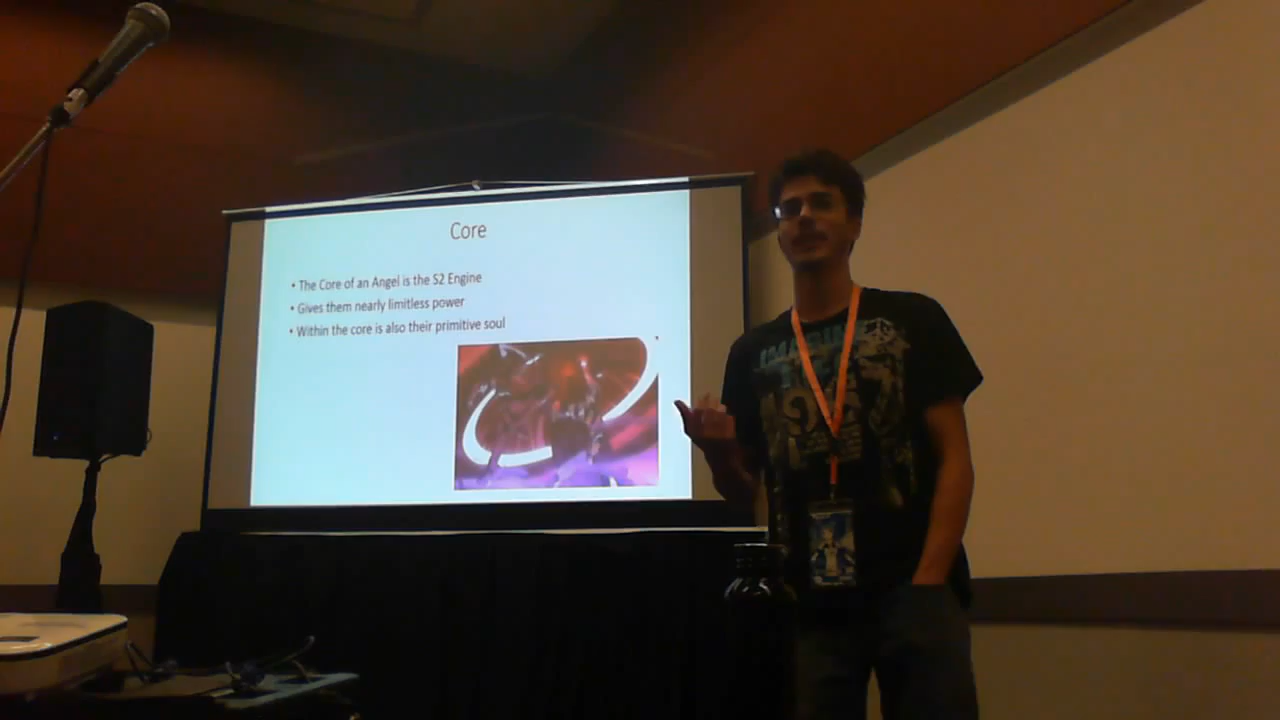 Core
• The Core of an Angel is the S2 Engine
• Gives them nearly limitless power
• Within the core is also their primitive soul